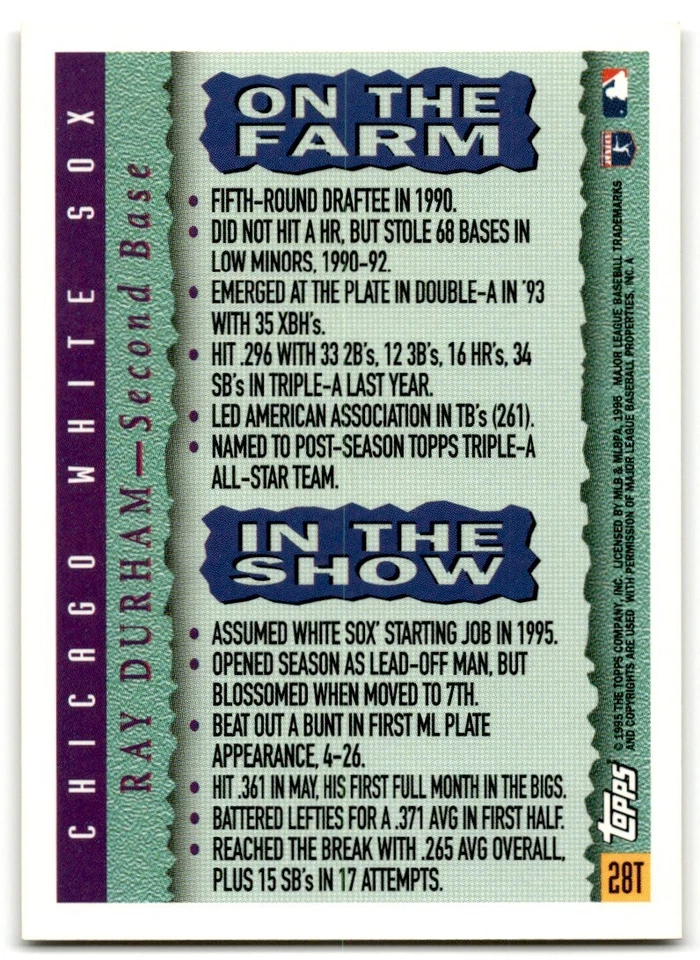 CHICAGO WHITE SOX
RAY DURHAM—Second Base
ON THE
FARM
• FIFTH-ROUND DRAFTEE IN 1990.
• DID NOT HIT A HR, BUT STOLE 68 BASES IN
LOW MINORS, 1990-92.
• EMERGED AT THE PLATE IN DOUBLE-A IN '93
WITH 35 XBH's.
• HIT .296 WITH 33 2B's, 12 3B's, 16 HR's, 34
SB's IN TRIPLE-A LAST YEAR.
• LED AMERICAN ASSOCIATION IN TB's (261).
• NAMED TO POST-SEASON TOPPS TRIPLE-A
ALL-STAR TEAM.
IN THE
SHOW
• ASSUMED WHITE SOX' STARTING JOB IN 1995.
• OPENED SEASON AS LEAD-OFF MAN, BUT
BLOSSOMED WHEN MOVED TO 7TH.
• BEAT OUT A BUNT IN FIRST ML PLATE
APPEARANCE, 4-26.
• HIT .361 IN MAY, HIS FIRST FULL MONTH IN THE BIGS.
• BATTERED LEFTIES FOR A .371 AVG IN FIRST HALF.
• REACHED THE BREAK WITH .265 AVG OVERALL,
PLUS 15 SB's IN 17 ATTEMPTS.
© 1995 THE TOPPS COMPANY, INC. LICENSED BY MLB & MLBPA, 1995 MAJOR LEAGUE BASEBALL TRADEMARKS
AND COPYRIGHTS ARE USED WITH PERMISSION OF MAJOR LEAGUE BASEBALL PROPERTIES, INC. A
TOPPS
28T